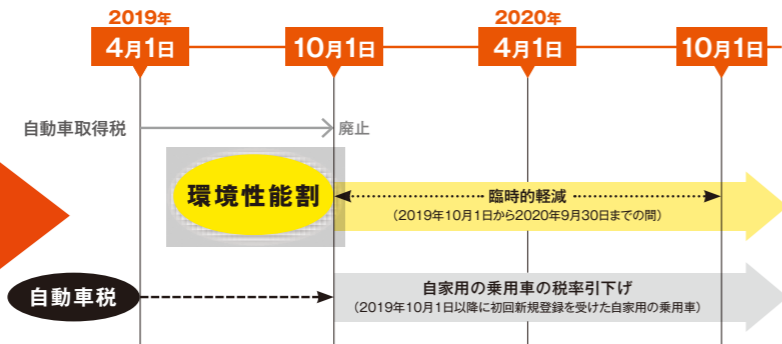 2019年
2020年
4月1日
10月1日
4月1日
10月1日
自動車取得税
廃止
環境性能割
臨時的軽減
(2019年10月1日から2020年9月30日までの間)
自動車税
自家用の乗用車の税率引下げ
(2019年10月1日以降に初回新規登録を受けた自家用の乗用車)